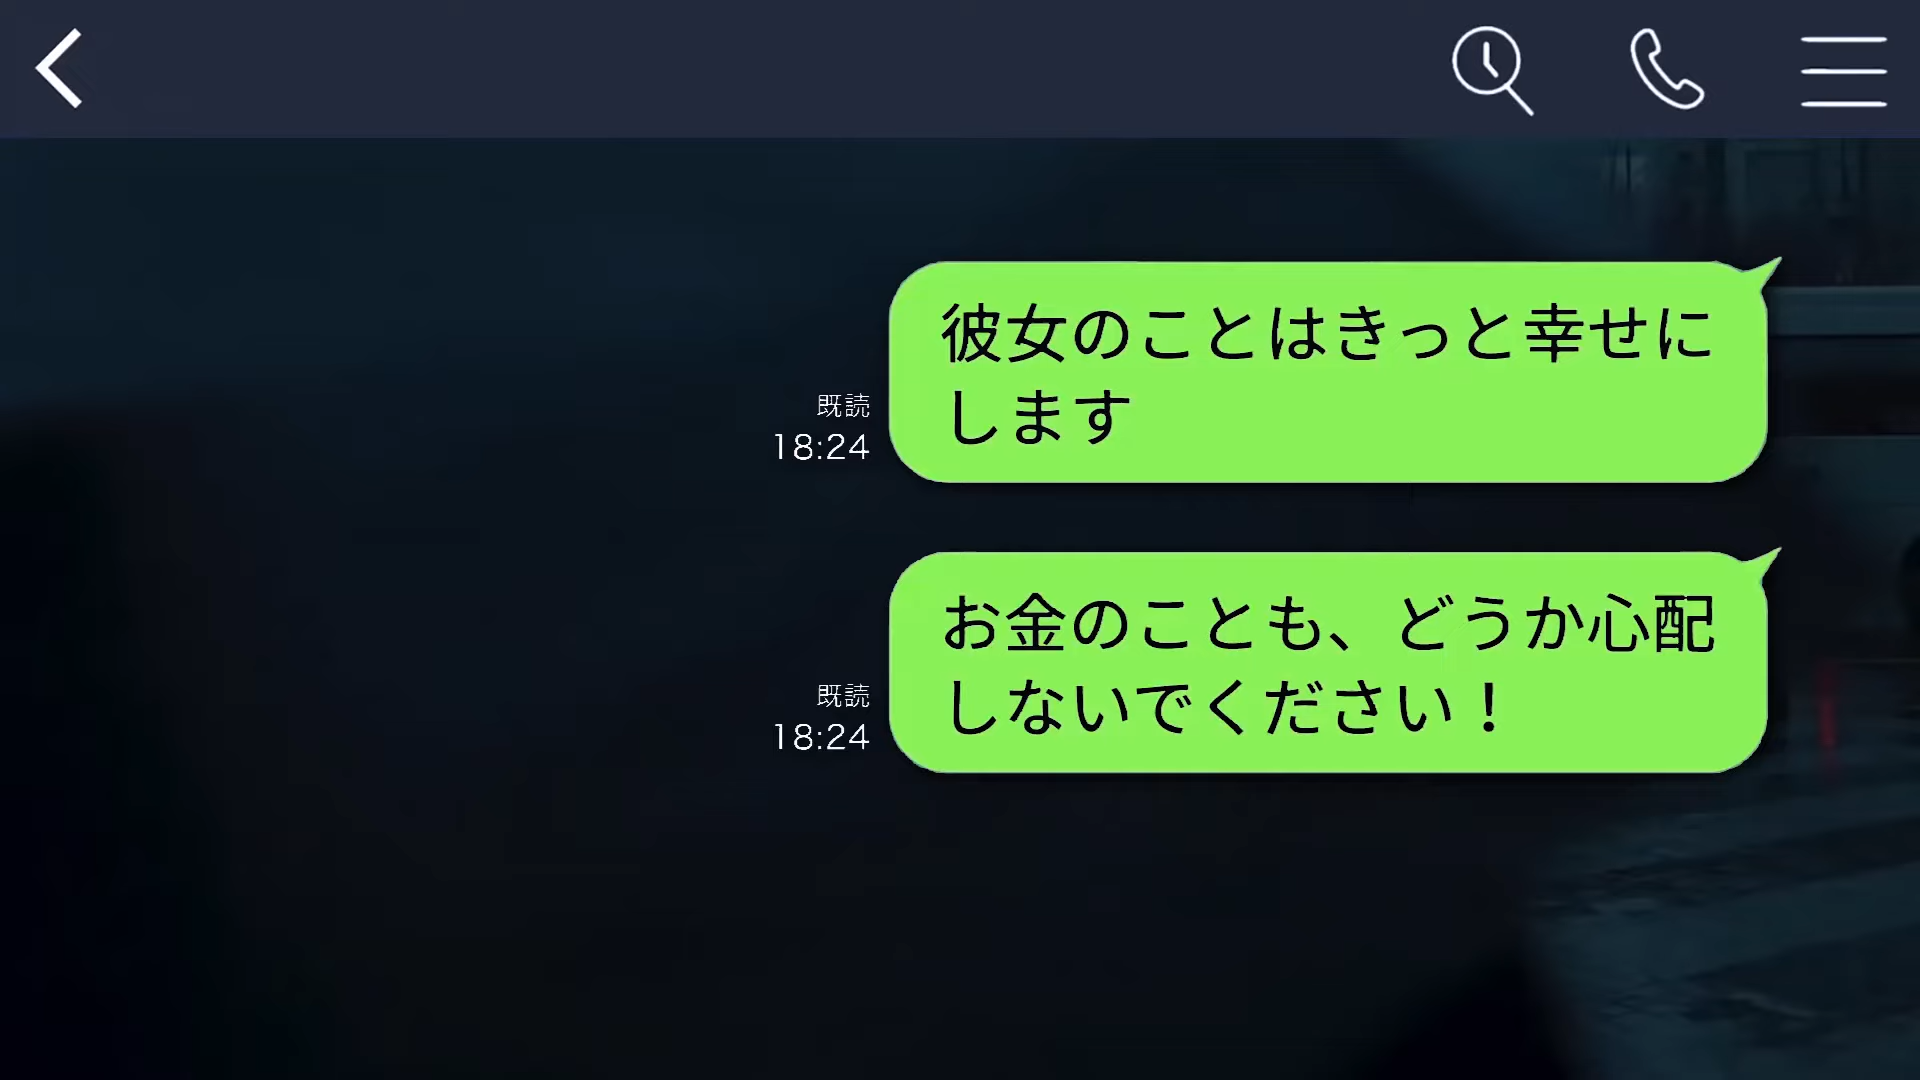 彼女のことはきっと幸せに
します
既読
18:24
お金のことも、どうか心配
しないでください！
既読
18:24